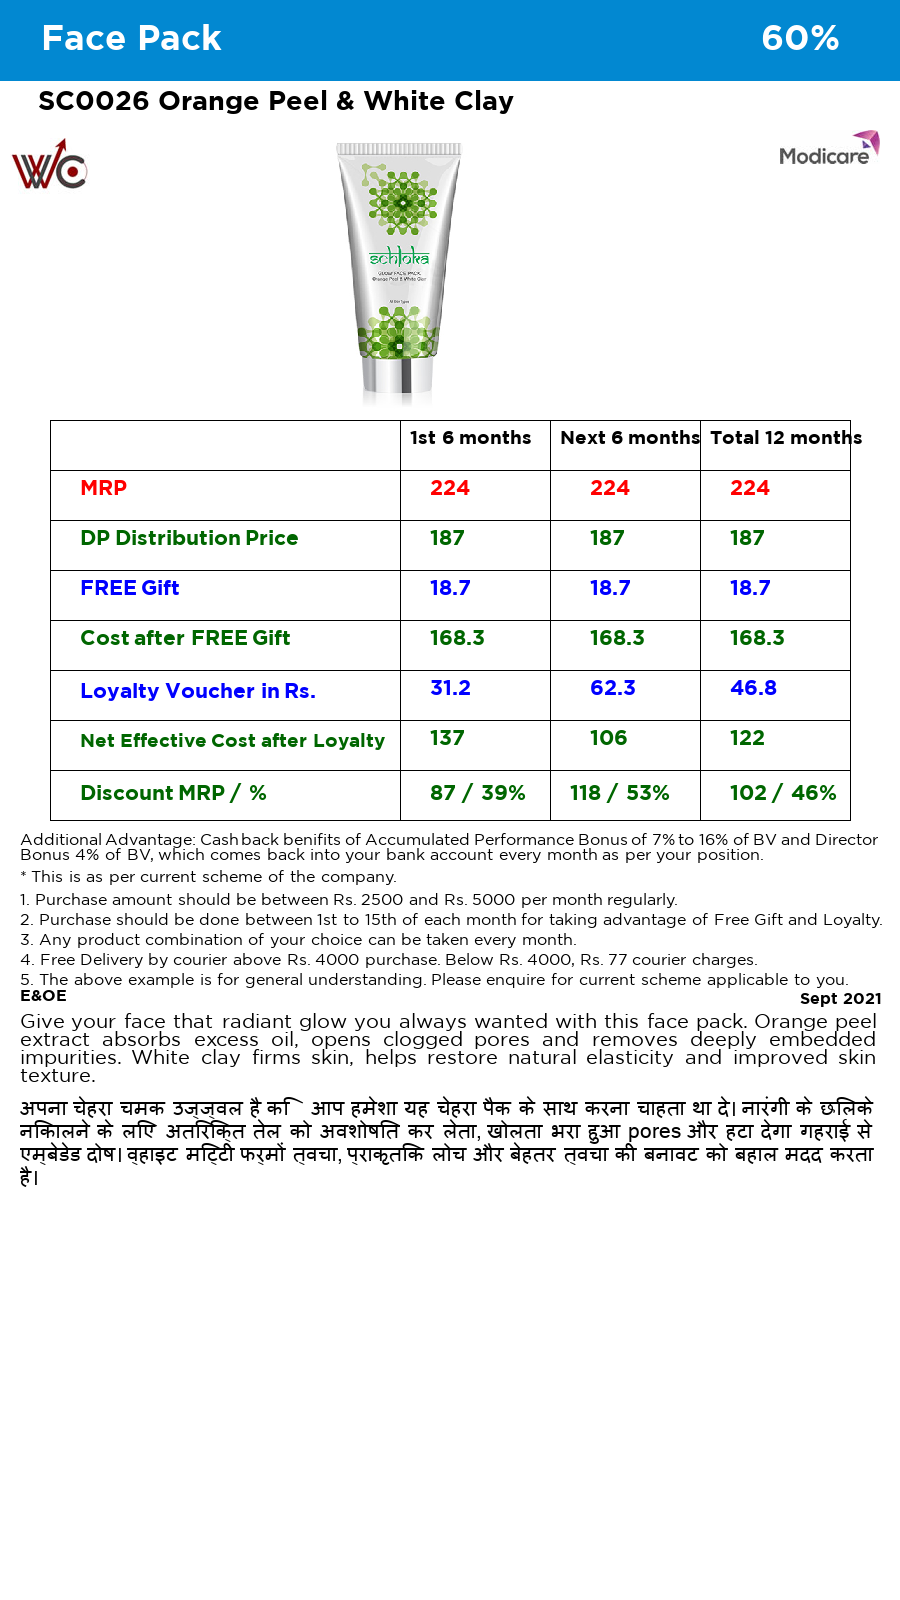 Face Pack 60%
SC0026 Orange Peel & White Clay
WC
Modicare
schloka
GLOW FACE PACK
Orange Peel & White Clay
All Skin Types
1st 6 months Next 6 months Total 12 months
MRP 224 224 224
DP Distribution Price 187 187 187
FREE Gift 18.7 18.7 18.7
Cost after FREE Gift 168.3 168.3 168.3
Loyalty Voucher in Rs. 31.2 62.3 46.8
Net Effective Cost after Loyalty 137 106 122
Discount MRP / % 87 / 39% 118 / 53% 102 / 46%
Additional Advantage: Cashback benifits of Accumulated Performance Bonus of 7% to 16% of BV and Director
Bonus 4% of BV, which comes back into your bank account every month as per your position.
* This is as per current scheme of the company.
1. Purchase amount should be between Rs. 2500 and Rs. 5000 per month regularly.
2. Purchase should be done between 1st to 15th of each month for taking advantage of Free Gift and Loyalty.
3. Any product combination of your choice can be taken every month.
4. Free Delivery by courier above Rs. 4000 purchase. Below Rs. 4000, Rs. 77 courier charges.
5. The above example is for general understanding. Please enquire for current scheme applicable to you.
E&OE Sept 2021
Give your face that radiant glow you always wanted with this face pack. Orange peel
extract absorbs excess oil, opens clogged pores and removes deeply embedded
impurities. White clay firms skin, helps restore natural elasticity and improved skin
texture.
अपना चेहरा चमक उज्ज्वल है कि आप हमेशा यह चेहरा पैक के साथ करना चाहता था दे। नारंगी के छिलके
निकालने के लिए अतिरिक्त तेल को अवशोषित कर लेता, खोलता भरा हुआ pores और हटा देगा गहराई से
एम्बेडेड दोष। व्हाइट मिट्टी फर्मों त्वचा, प्राकृतिक लोच और बेहतर त्वचा की बनावट को बहाल मदद करता
है।